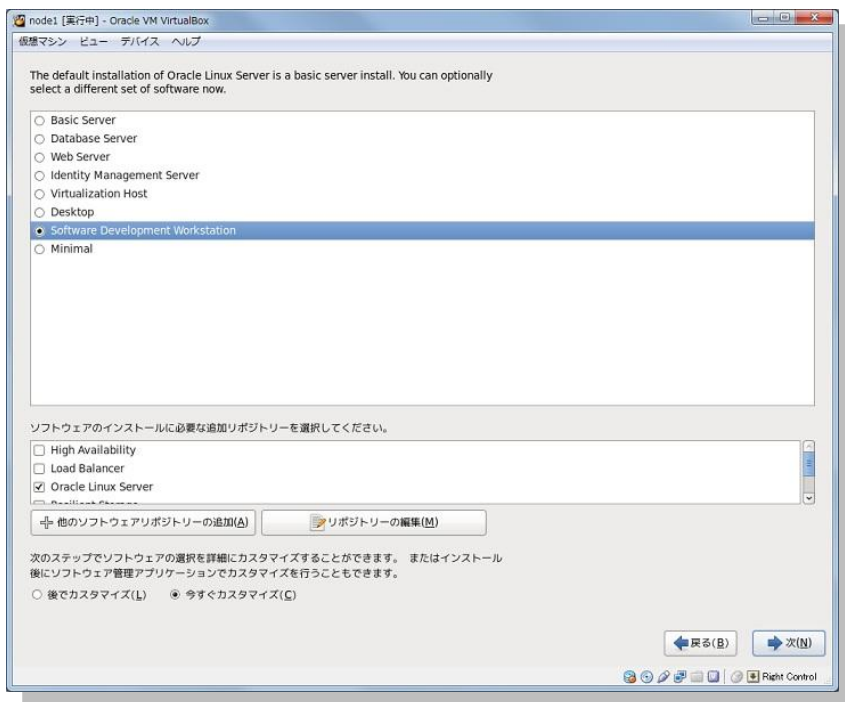 node1 [実行中] - Oracle VM VirtualBox
仮想マシン ビュー デバイス ヘルプ
The default installation of Oracle Linux Server is a basic server install. You can optionally
select a different set of software now.
Basic Server
Database Server
Web Server
Identity Management Server
Virtualization Host
Desktop
Software Development Workstation
Minimal
ソフトウェアのインストールに必要な追加リポジトリーを選択してください。
High Availability
Load Balancer
Oracle Linux Server
他のソフトウェアリポジトリーの追加(A)
リポジトリーの編集(M)
次のステップでソフトウェアの選択を詳細にカスタマイズすることができます。 またはインストール
後にソフトウェア管理アプリケーションでカスタマイズを行うこともできます。
後でカスタマイズ(L)
今すぐカスタマイズ(C)
戻る(B)
次(N)
Right Control